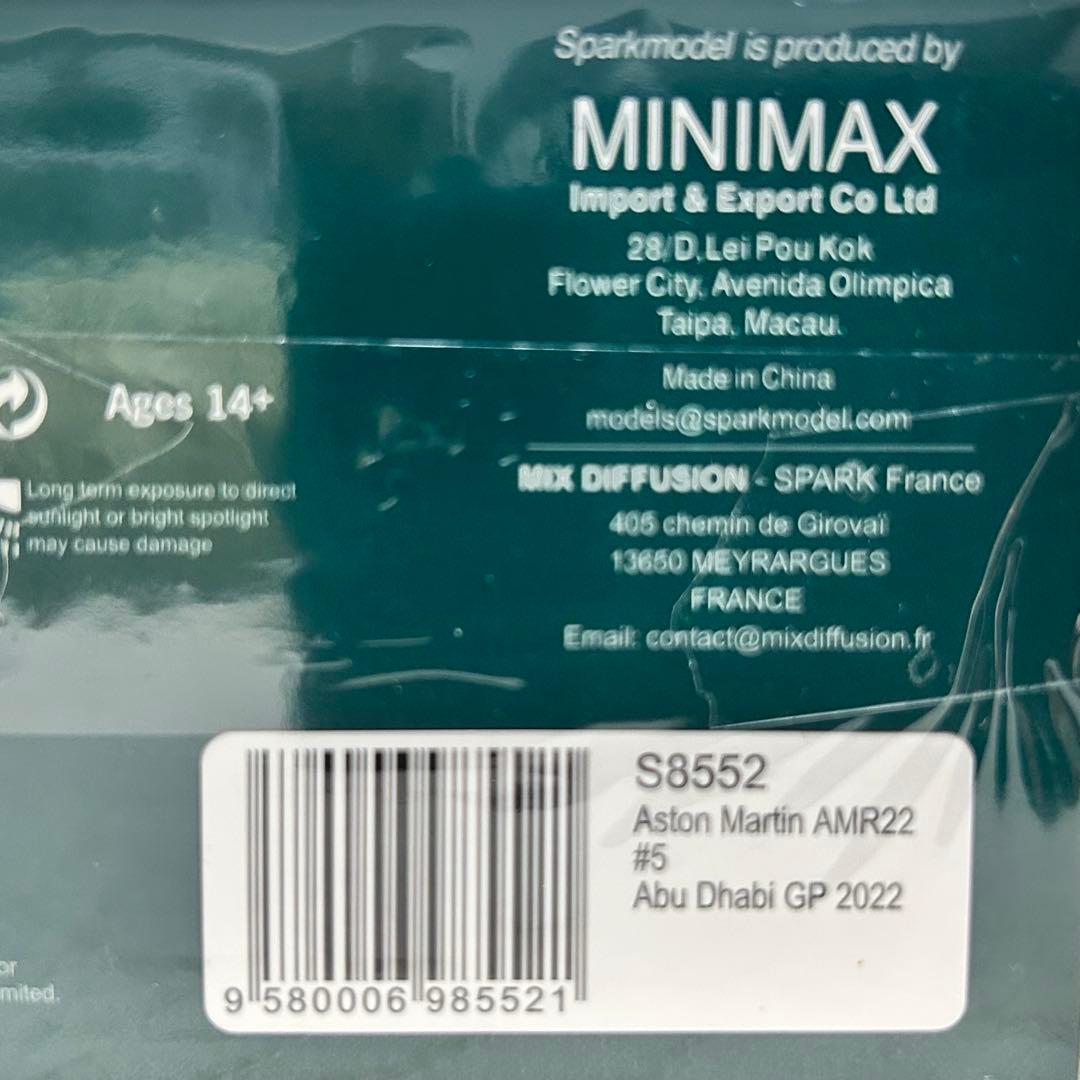 Sparkmodel is produced by
MINIMAX
Import & Export Co Ltd
28/D, Lei Pou Kok
Flower City, Avenida Olimpica
Taipa, Macau.
Made in China
models@sparkmodel.com
MIX DIFFUSION - SPARK France
405 chemin de Girovaï
13650 MEYRARGUES
FRANCE
Email: contact@mixdiffusion.fr
Ages 14+
Long term exposure to direct
sunlight or bright spotlight
may cause damage
S8552
Aston Martin AMR22
#5
Abu Dhabi GP 2022
9 580006 985521
or
mited.